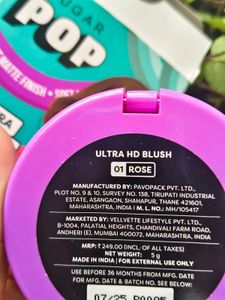 SUGAR
POP
MATTE FINISH
ULTRA HD BLUSH
01 ROSE
MANUFACTURED BY: PAVOPACK PVT. LTD.,
PLOT NO. 9 & 10, SURVEY NO. 138, TIRUPATI INDUSTRIAL
ESTATE, ASANGAON, SHAHAPUR, THANE 421601,
MAHARASHTRA, INDIA | M. L. NO.: MH/105417
MARKETED BY: VELLVETTE LIFESTYLE PVT. LTD.,
B-1004, PALATIAL HEIGHTS, CHANDIVALI FARM ROAD,
ANDHERI (E), MUMBAI 400072, MAHARASHTRA, INDIA
MRP: ₹ 249.00 (INCL. OF ALL TAXES)
NET WEIGHT: 5 g
MADE IN INDIA | FOR EXTERNAL USE ONLY
USE BEFORE 36 MONTHS FROM MFG. DATE
FOR MFG. DATE & BATCH NO. SEE BELOW:
07/25